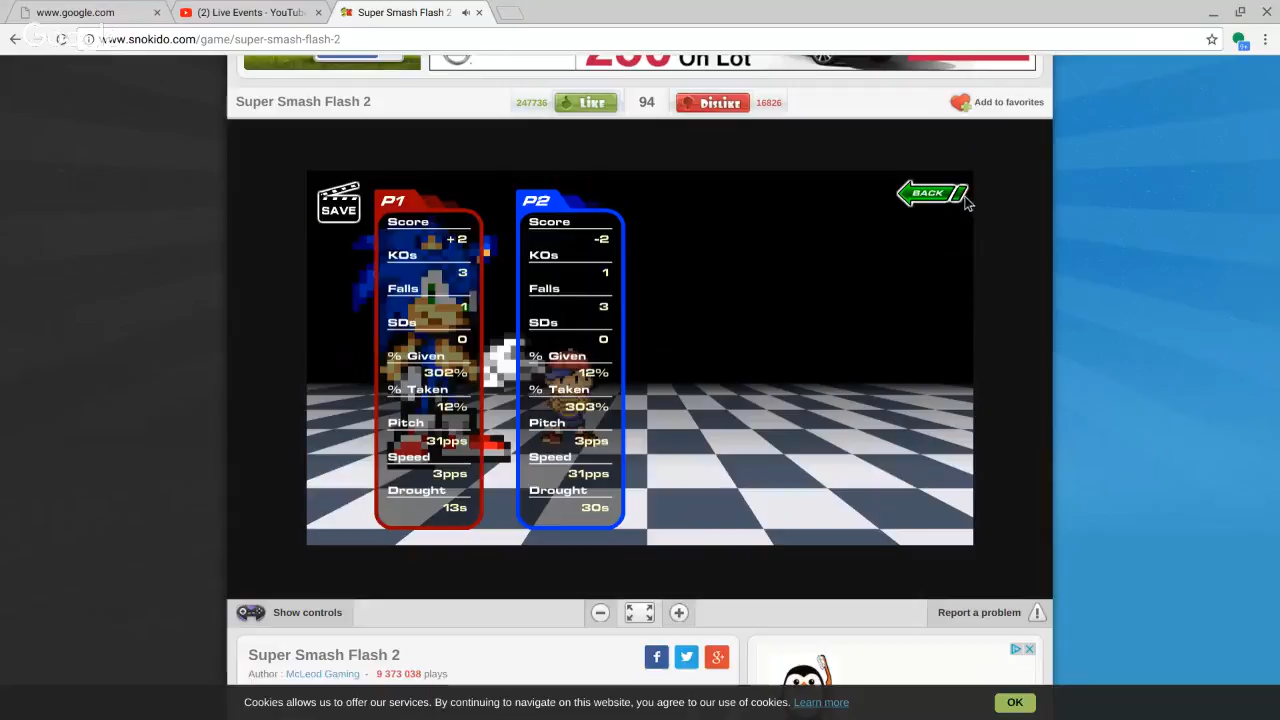 www.google.com
(2) Live Events - YouTube
Super Smash Flash 2
www.snokido.com/game/super-smash-flash-2
9+
200 Un Lot
Super Smash Flash 2
247736
Like
94
Dislike
16826
Add to favorites
SAVE
BACK
P1
Score
+2
KOs
3
Falls
1
SDs
0
% Given
302%
% Taken
12%
Pitch
31pps
Speed
3pps
Drought
13s
P2
Score
-2
KOs
1
Falls
3
SDs
0
% Given
12%
% Taken
303%
Pitch
3pps
Speed
31pps
Drought
30s
Show controls
Report a problem
Super Smash Flash 2
Author : McLeod Gaming - 9 373 038 plays
Cookies allows us to offer our services. By continuing to navigate on this website, you agree to our use of cookies. Learn more
OK